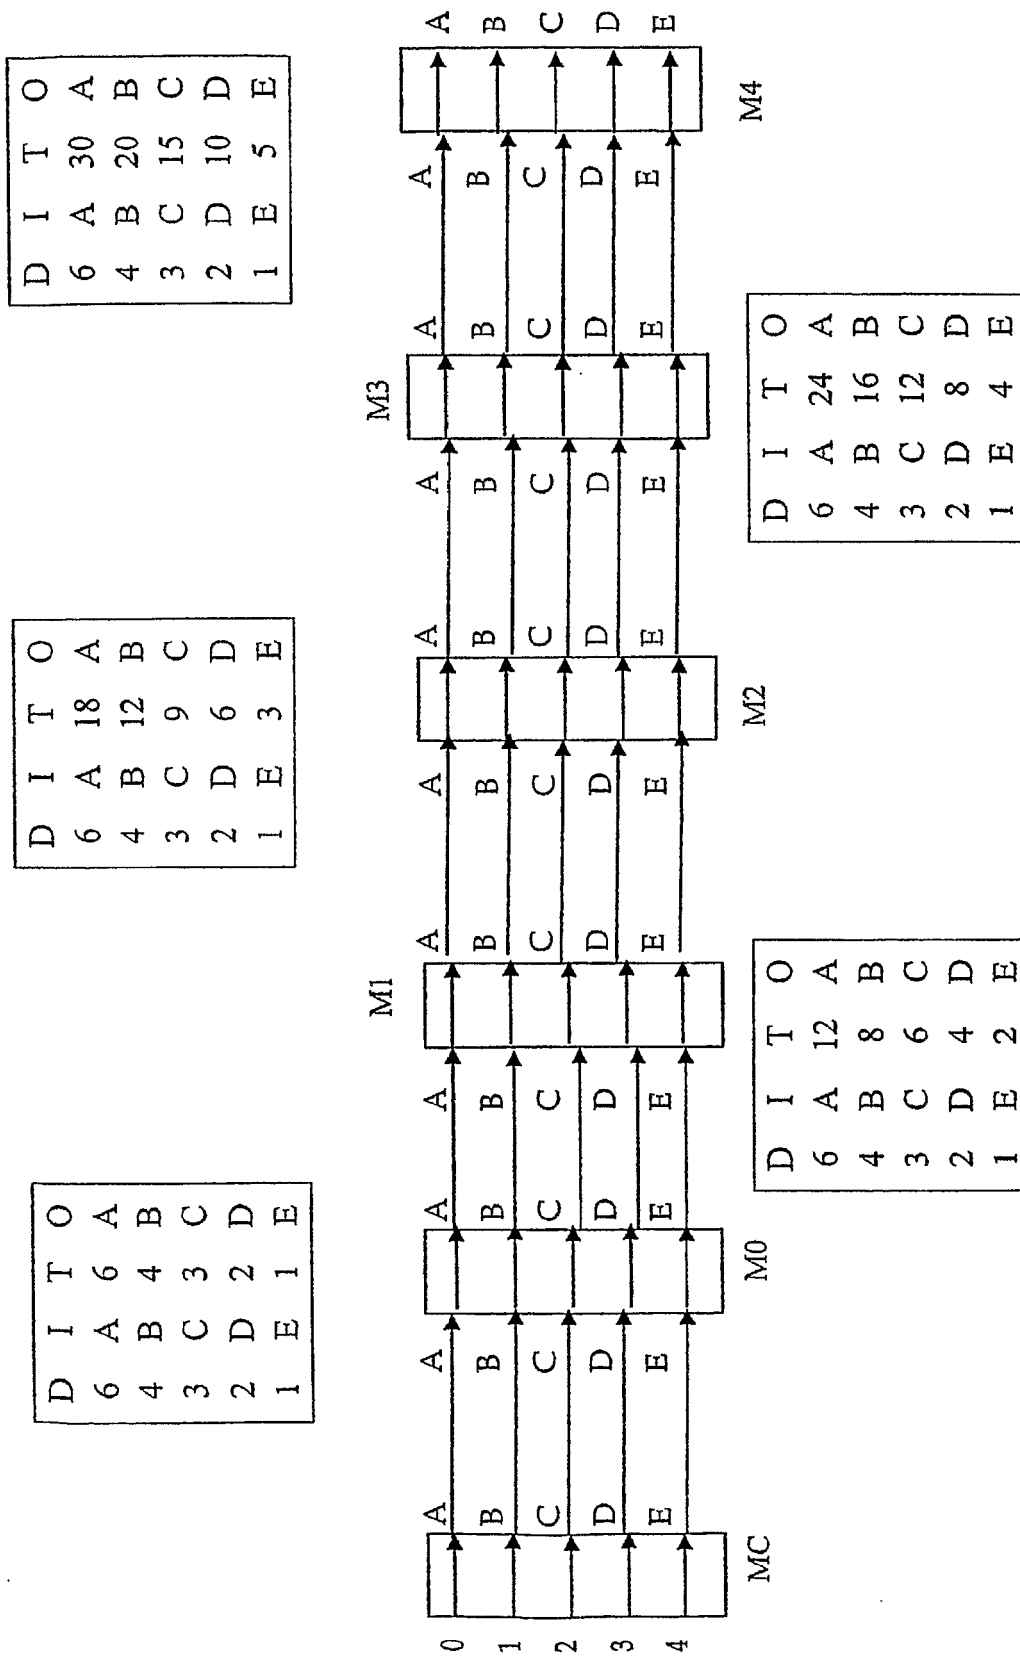 D I T O
6 A 6 A
4 B 4 B
3 C 3 C
2 D 2 D
1 E 1 E
D I T O
6 A 18 A
4 B 12 B
3 C 9 C
2 D 6 D
1 E 3 E
D I T O
6 A 30 A
4 B 20 B
3 C 15 C
2 D 10 D
1 E 5 E
M1 M3
0 A A A A A A A A A A A
1 B B B B B B B B B B B
2 C C C C C C C C C C C
3 D D D D D D D D D D D
4 E E E E E E E E E E E
MC M0 M2 M4
D I T O
6 A 12 A
4 B 8 B
3 C 6 C
2 D 4 D
1 E 2 E
D I T O
6 A 24 A
4 B 16 B
3 C 12 C
2 D 8 D
1 E 4 E